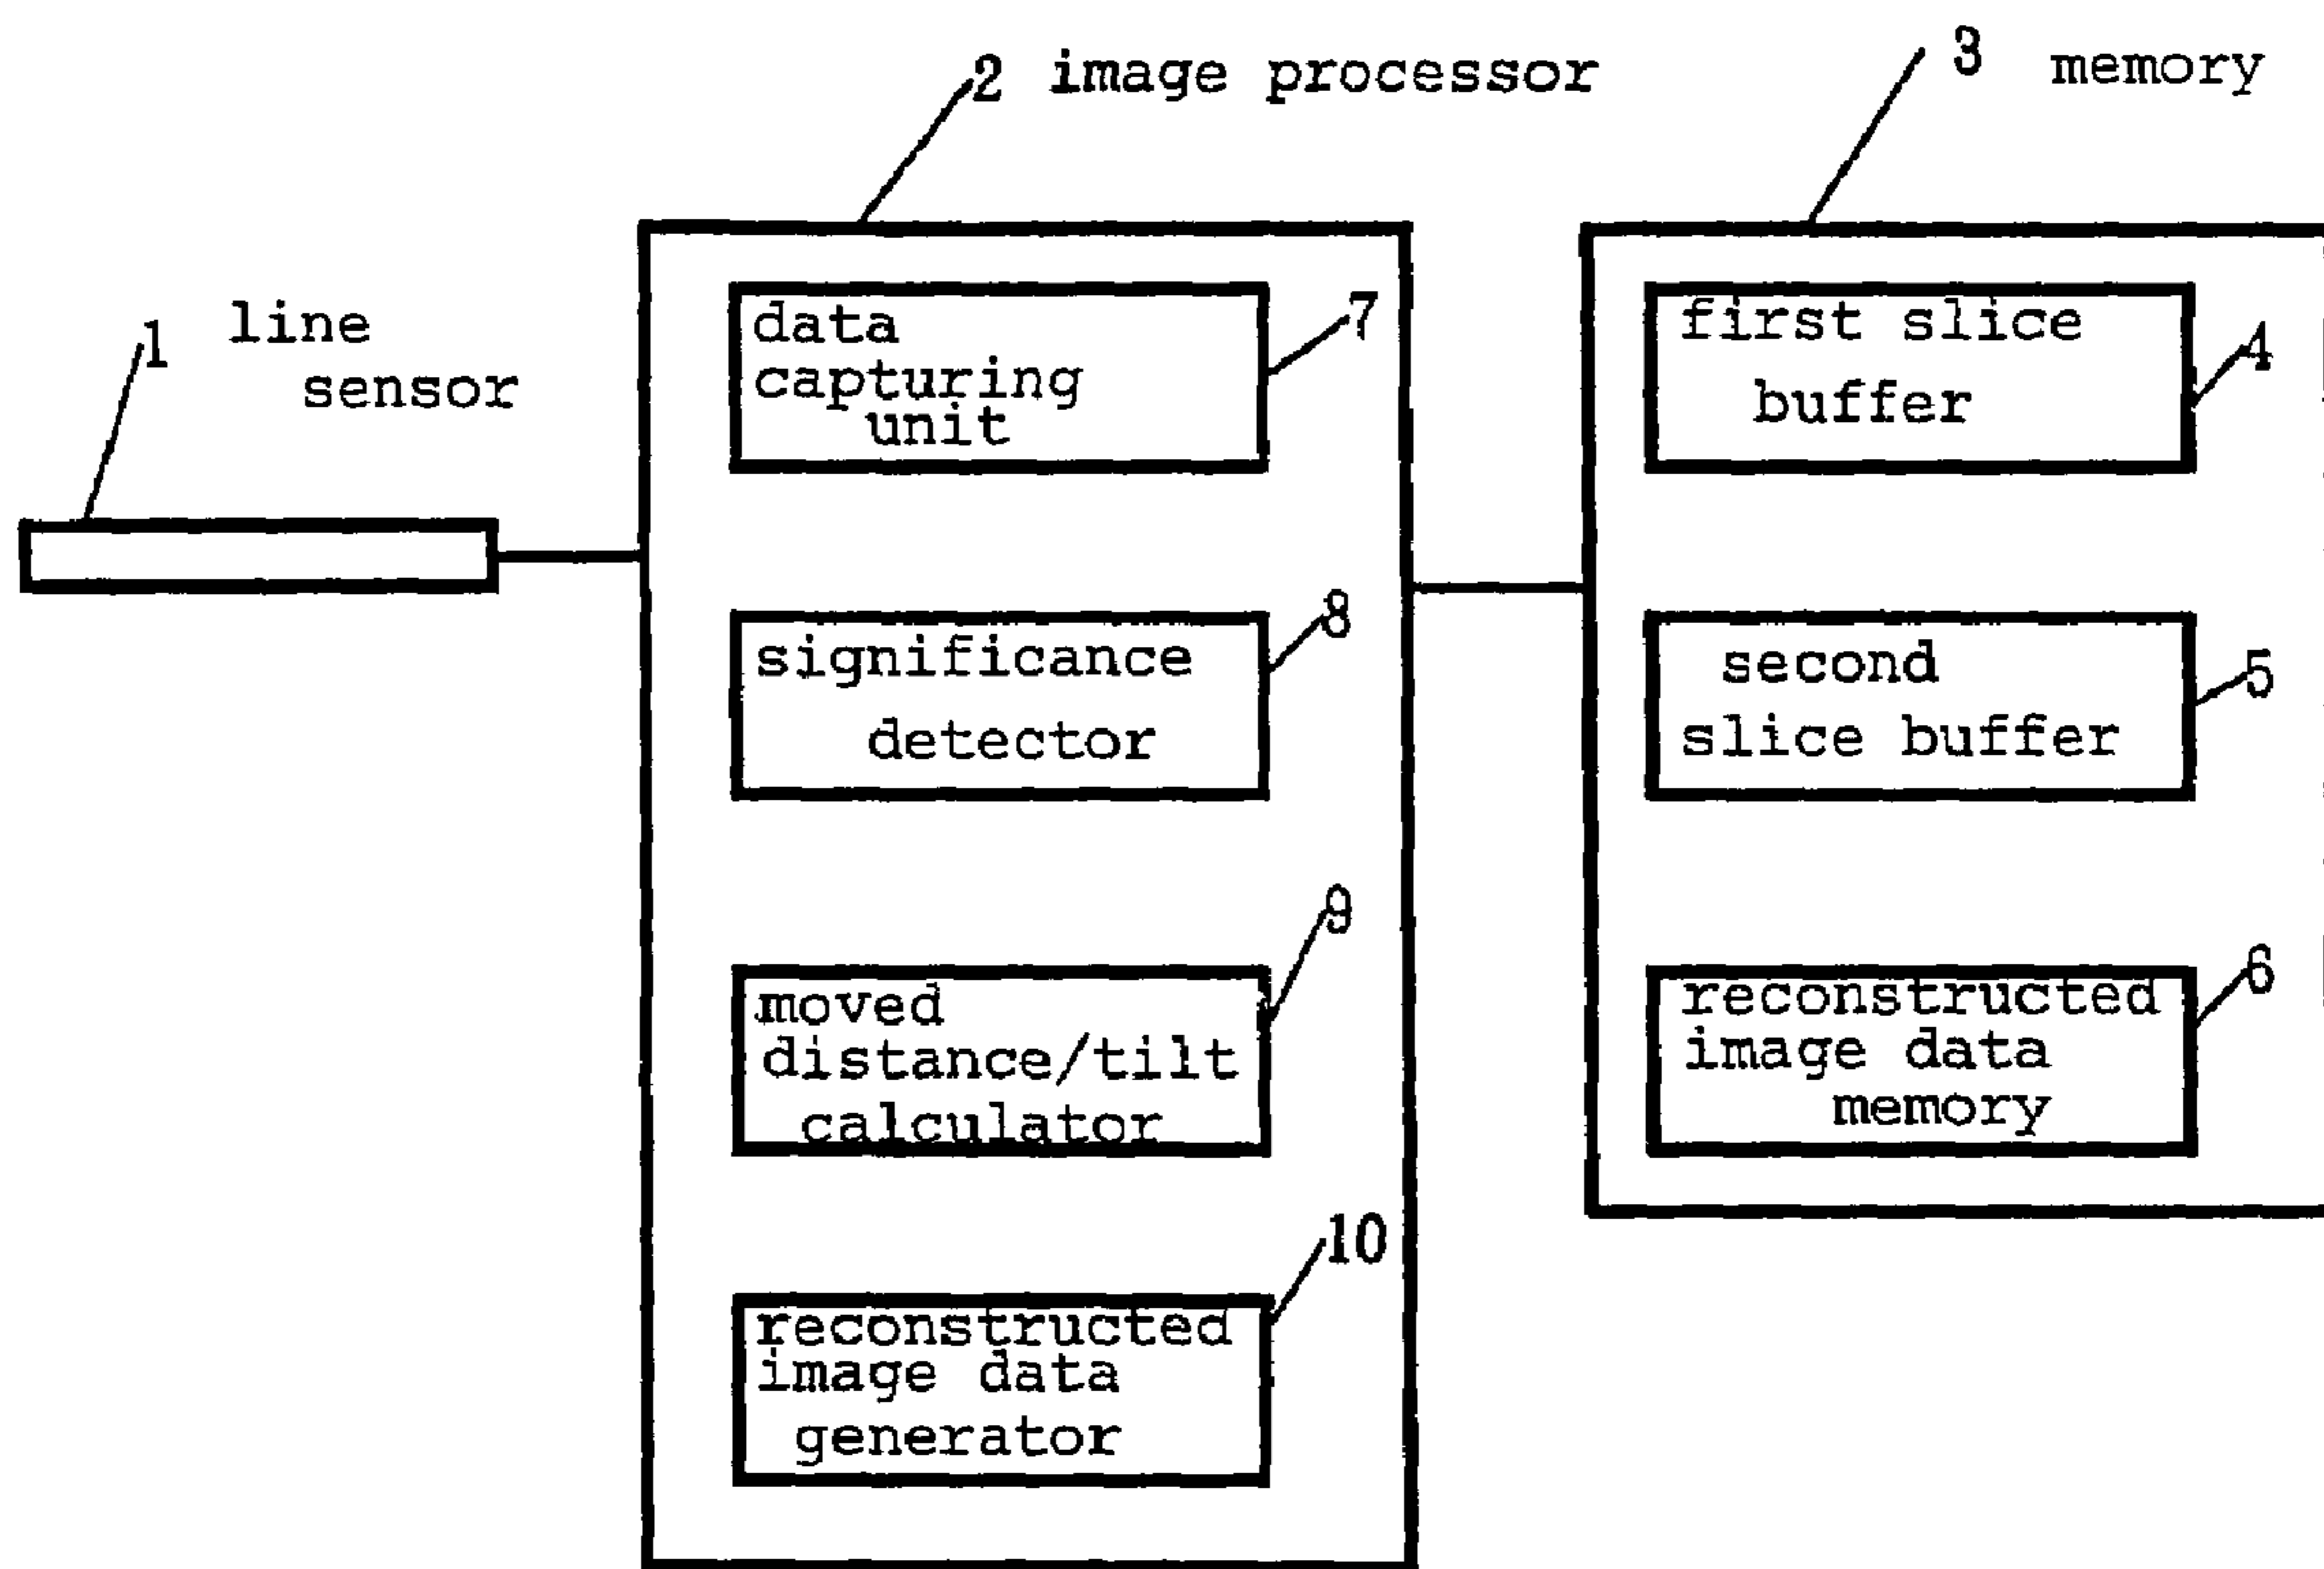 2 image processor
3 memory
1 line
sensor
data
capturing
unit
7
significance
detector
8
moved
distance/tilt
calculator
9
reconstructed
image data
generator
10
first slice
buffer
4
second
slice buffer
5
reconstructed
image data
memory
6